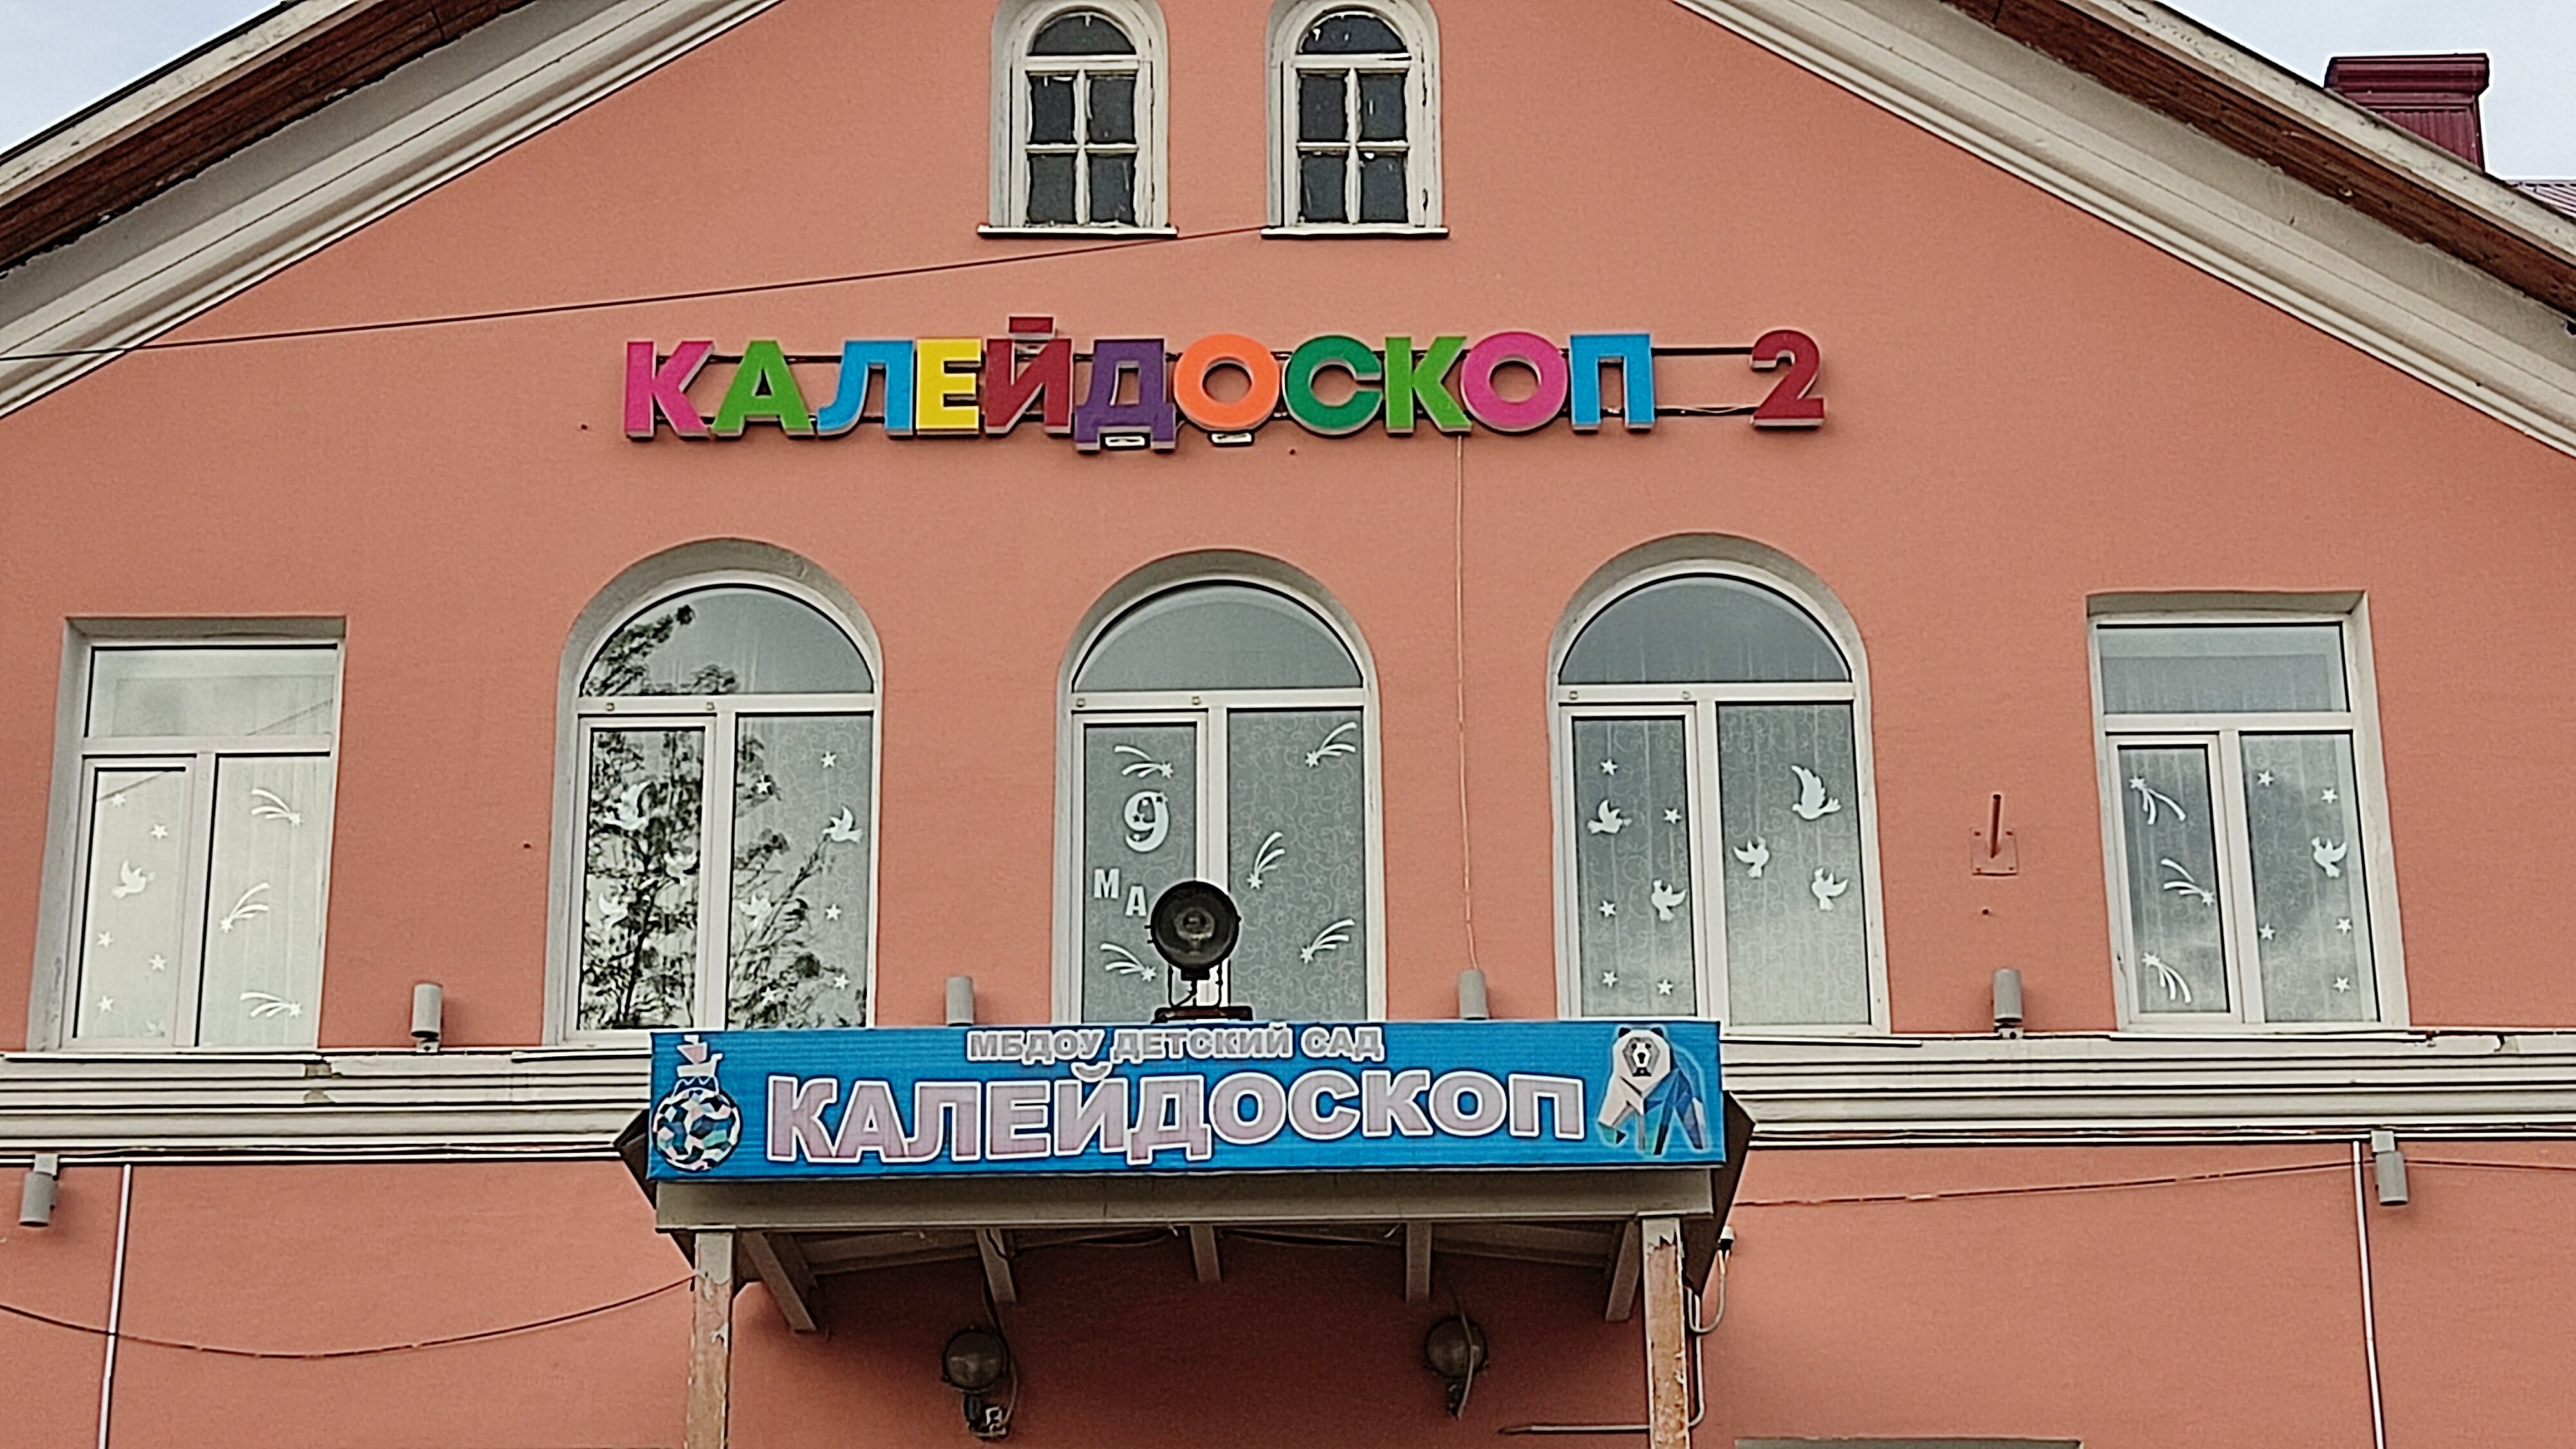 КАЛЕЙДОСКОП 2
9
МА
МБДОУ ДЕТСКИЙ САД
КАЛЕЙДОСКОП